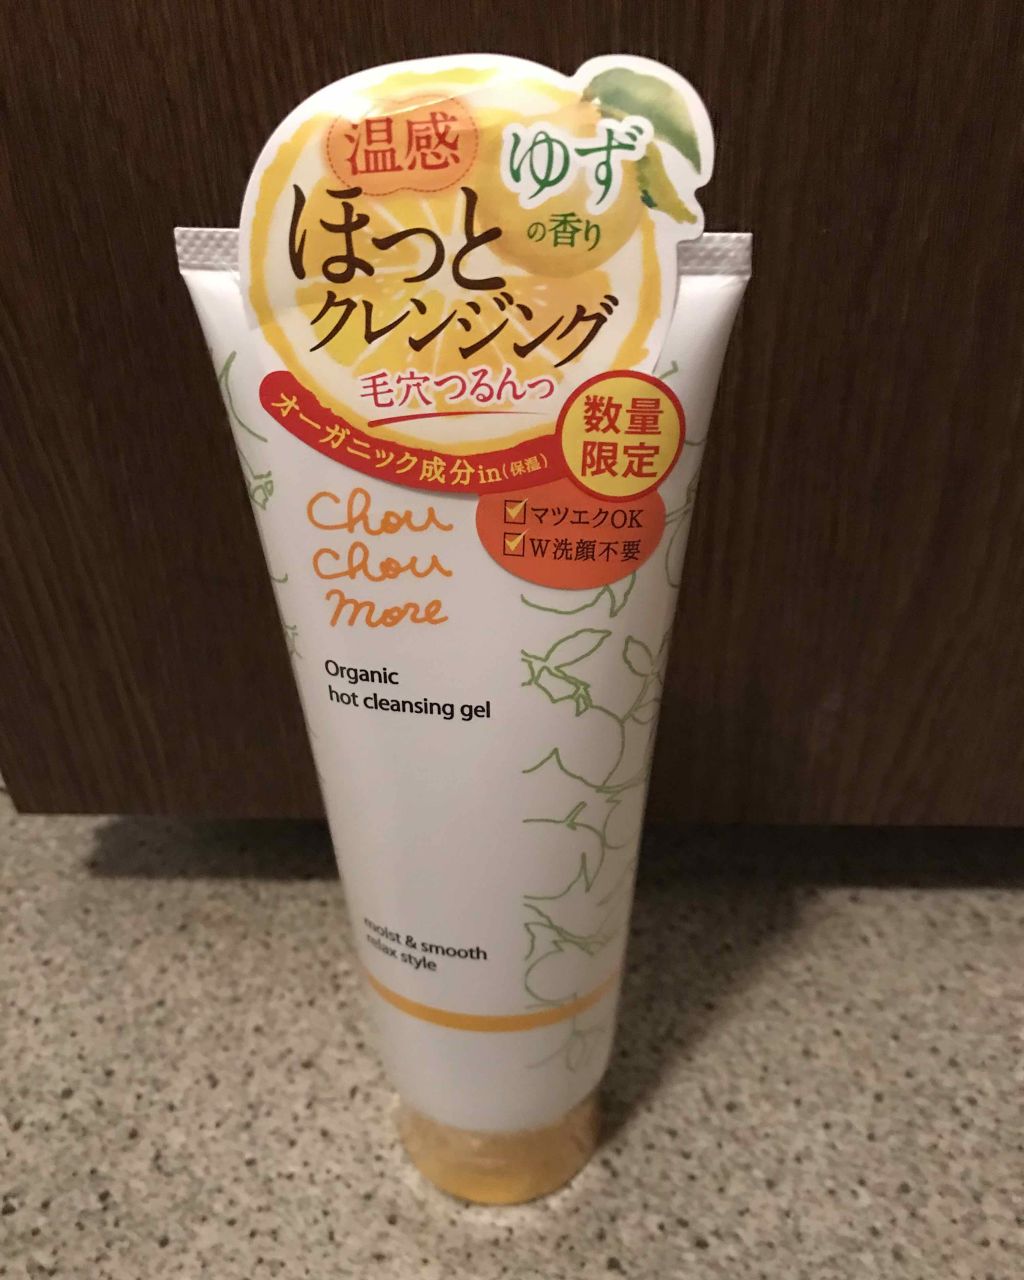 温感
ゆず
の香り
ほっと
クレンジング
毛穴つるんっ
オーガニック成分in(保湿)
数量
限定
マツエクOK
W洗顔不要
chou
chou
more
Organic
hot cleansing gel
moist & smooth
relax style